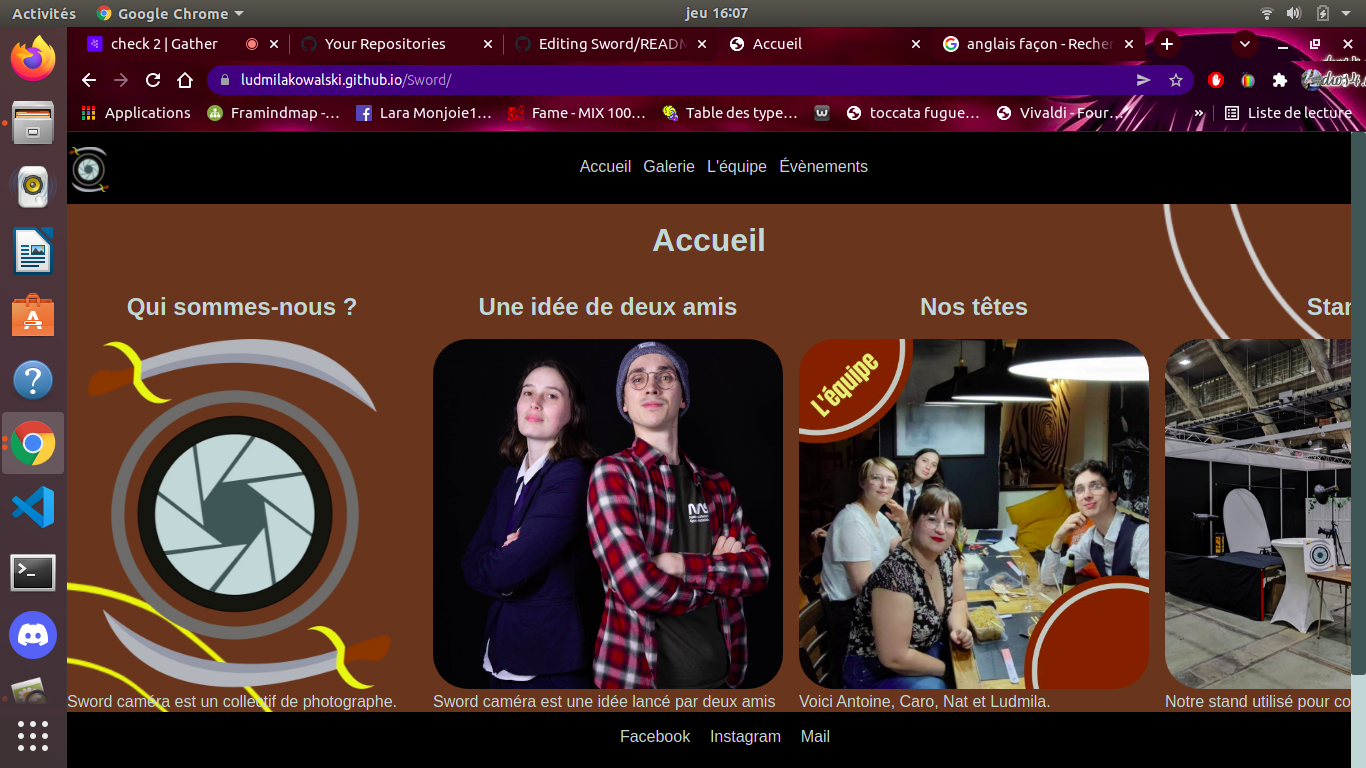 Activités Google Chrome jeu 16:07
check 2 | Gather Your Repositories Editing Sword/READM Accueil anglais façon - Recher
ludmilakowalski.github.io/Sword/
Applications Framindmap -... Lara Monjoie1... Fame - MIX 100... Table des type... toccata fugue... Vivaldi - Four... » Liste de lecture
Accueil Galerie L'équipe Évènements
Accueil
Qui sommes-nous ? Une idée de deux amis Nos têtes Star
L'équipe
Sword caméra est un collectif de photographe. Sword caméra est une idée lancé par deux amis Voici Antoine, Caro, Nat et Ludmila. Notre stand utilisé pour co
Facebook Instagram Mail